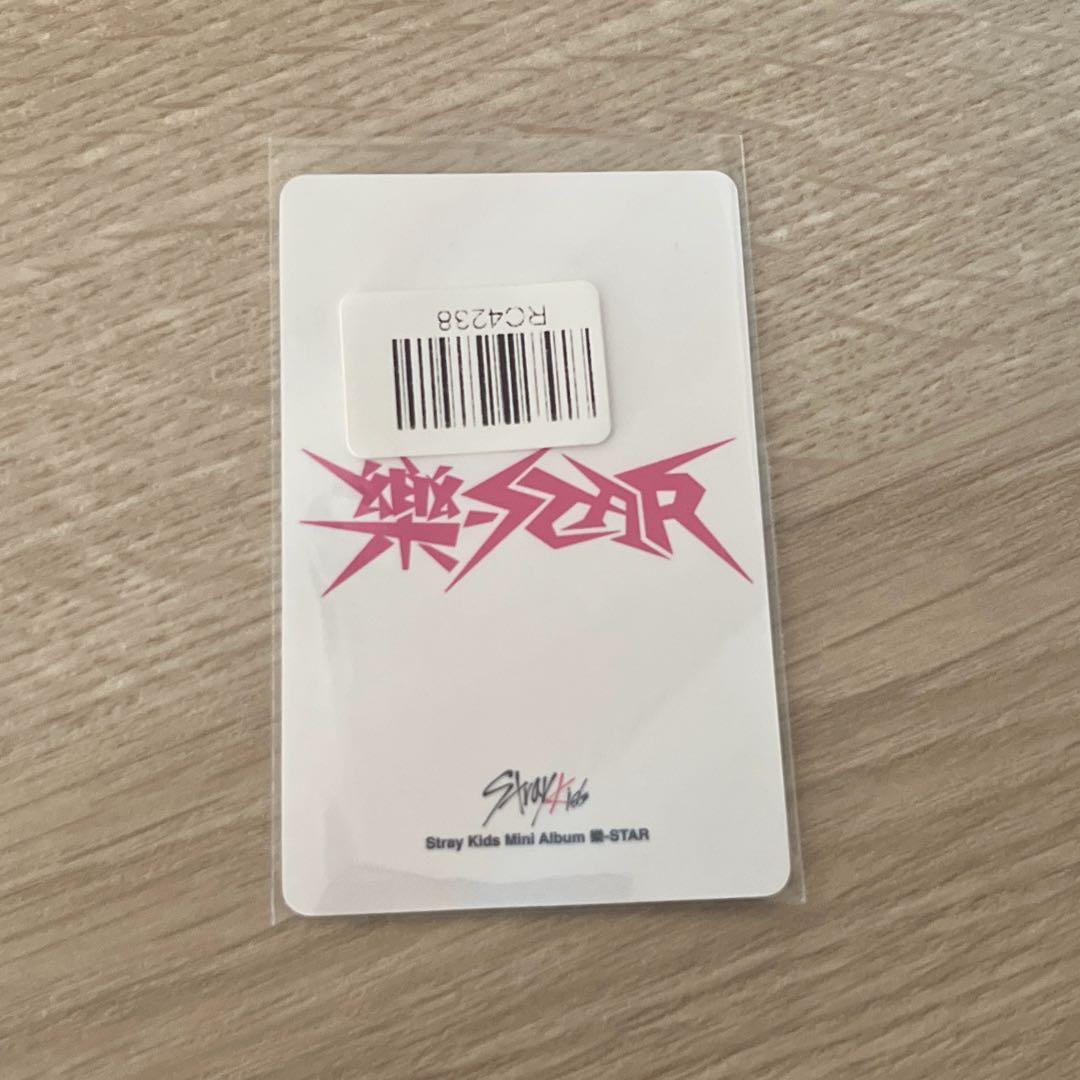 RC4238
樂-STAR
Stray Kids
Stray Kids Mini Album 樂-STAR